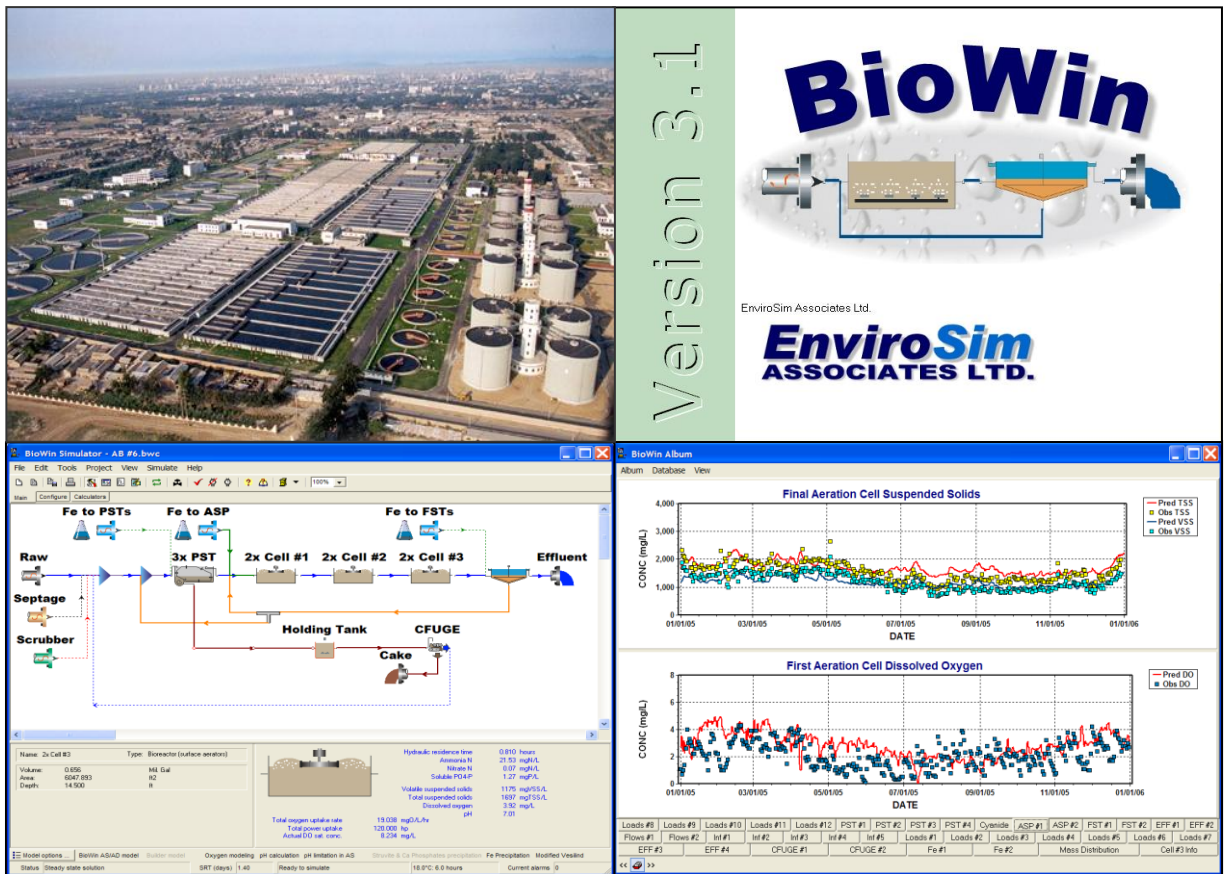 Version 3.1
BioWin
EnviroSim Associates Ltd.
EnviroSim
ASSOCIATES LTD.
BioWin Simulator - AB #6.bwc
File Edit Tools Project View Simulate Help
100%
Main Configure Calculators
Fe to PSTs Fe to ASP Fe to FSTs
Raw 3x PST 2x Cell #1 2x Cell #2 2x Cell #3 Effluent
Septage
Scrubber
Holding Tank CFUGE
Cake
Name: 2x Cell #3 Type: Bioreactor (surface aerators)
Volume: 0.656 Mil. Gal
Area: 6047.893 ft2
Depth: 14.500 ft
Hydraulic residence time 0.810 hours
Ammonia N 21.53 mgN/L
Nitrate N 0.07 mgN/L
Soluble PO4-P 1.27 mgP/L
Volatile suspended solids 1175 mgVSS/L
Total suspended solids 1697 mgTSS/L
Dissolved oxygen 3.92 mg/L
pH 7.01
Total oxygen uptake rate 19.038 mgO/L/hr
Total power uptake 120.000 hp
Actual DO sat. conc. 8.234 mg/L
Model options ... BioWin AS/AD model Builder model Oxygen modeling pH calculation pH limitation in AS Struvite & Ca Phosphates precipitation Fe Precipitation Modified Vesilind
Status Steady state solution SRT (days) 1.40 Ready to simulate 18.0°C: 6.0 hours Current alarms 0
BioWin Album
Album Database View
Final Aeration Cell Suspended Solids
Pred TSS
Obs TSS
Pred VSS
Obs VSS
CONC (mg/L)
4,000
3,000
2,000
1,000
0
01/01/05 03/01/05 05/01/05 07/01/05 09/01/05 11/01/05 01/01/06
DATE
First Aeration Cell Dissolved Oxygen
Pred DO
Obs DO
CONC (mg/L)
8
6
4
2
0
01/01/05 03/01/05 05/01/05 07/01/05 09/01/05 11/01/05 01/01/06
DATE
Loads #8 Loads #9 Loads #10 Loads #11 Loads #12 PST #1 PST #2 PST #3 PST #4 Cyanide ASP #1 ASP #2 FST #1 FST #2 EFF #1 EFF #2
Flows #1 Flows #2 Inf #1 Inf #2 Inf #3 Inf #4 Inf #5 Loads #1 Loads #2 Loads #3 Loads #4 Loads #5 Loads #6 Loads #7
EFF #3 EFF #4 CFUGE #1 CFUGE #2 Fe #1 Fe #2 Mass Distribution Cell #3 Info